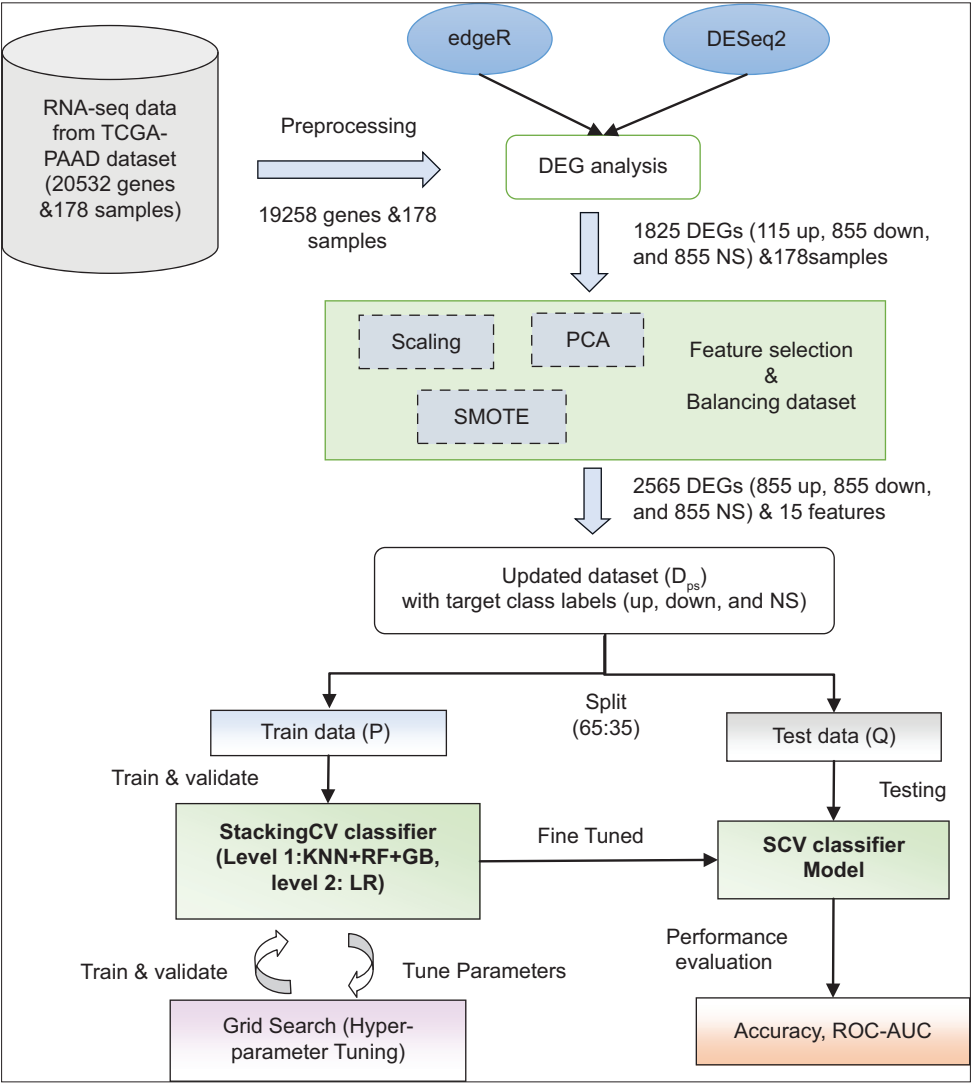 edgeR
DESeq2
RNA-seq data
from TCGA-
PAAD dataset
(20532 genes
&178 samples)
Preprocessing
19258 genes &178
samples
DEG analysis
1825 DEGs (115 up, 855 down,
and 855 NS) &178samples
Scaling
PCA
SMOTE
Feature selection
&
Balancing dataset
2565 DEGs (855 up, 855 down,
and 855 NS) & 15 features
Updated dataset (Dps)
with target class labels (up, down, and NS)
Split
(65:35)
Train data (P)
Test data (Q)
Train & validate
Testing
StackingCV classifier
(Level 1:KNN+RF+GB,
level 2: LR)
Fine Tuned
SCV classifier
Model
Train & validate
Tune Parameters
Performance
evaluation
Grid Search (Hyper-
parameter Tuning)
Accuracy, ROC-AUC